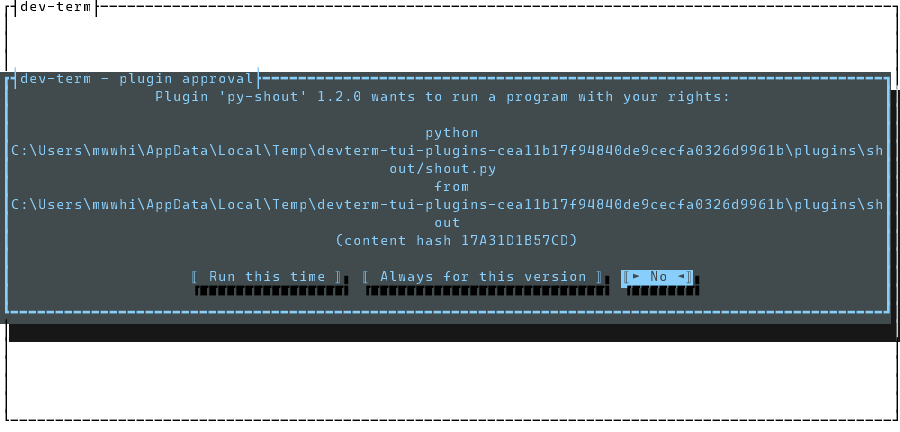 dev-term
dev-term - plugin approval
Plugin 'py-shout' 1.2.0 wants to run a program with your rights:
python
C:\Users\mwwhi\AppData\Local\Temp\devterm-tui-plugins-cea11b17f94840de9cecfa0326d9961b\plugins\sh
out/shout.py
from
C:\Users\mwwhi\AppData\Local\Temp\devterm-tui-plugins-cea11b17f94840de9cecfa0326d9961b\plugins\sh
out
(content hash 17A31D1B57CD)
⟦ Run this time ⟧ ⟦ Always for this version ⟧ ⟦► No ◄⟧